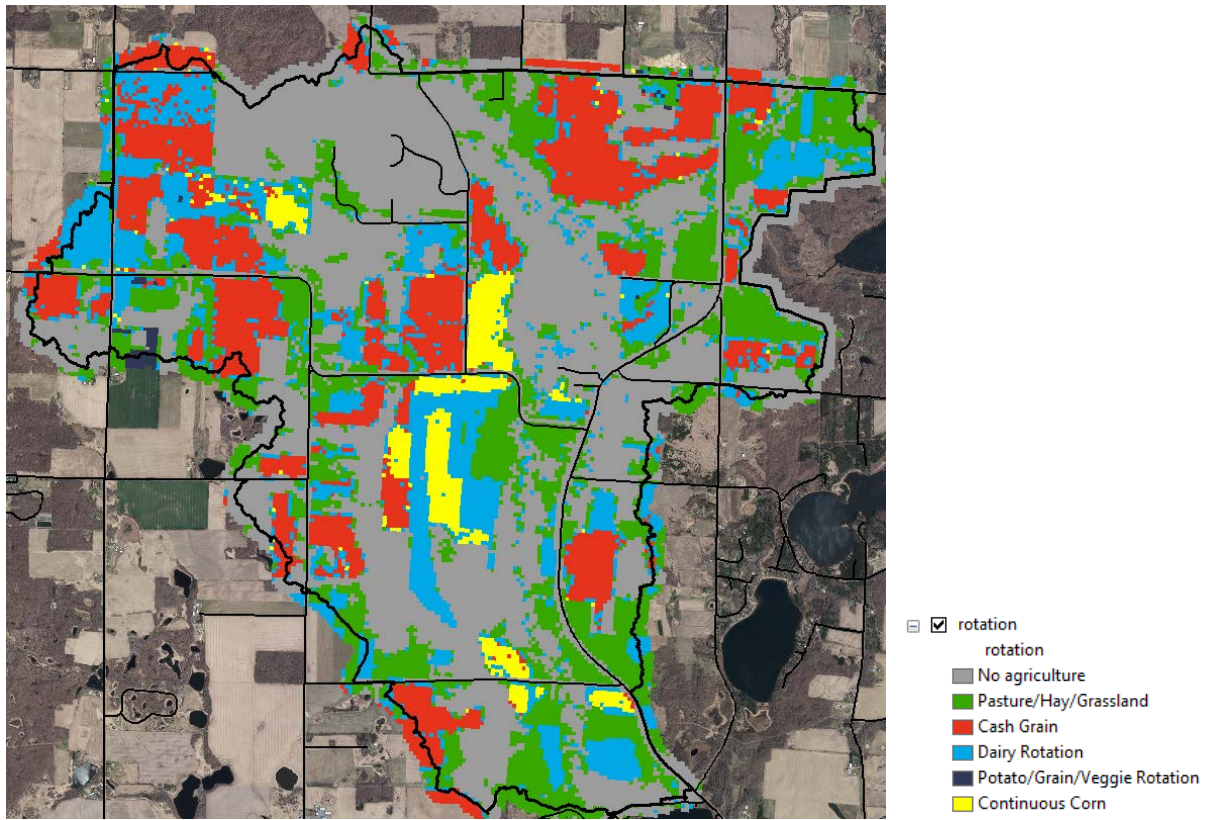 rotation
rotation
No agriculture
Pasture/Hay/Grassland
Cash Grain
Dairy Rotation
Potato/Grain/Veggie Rotation
Continuous Corn